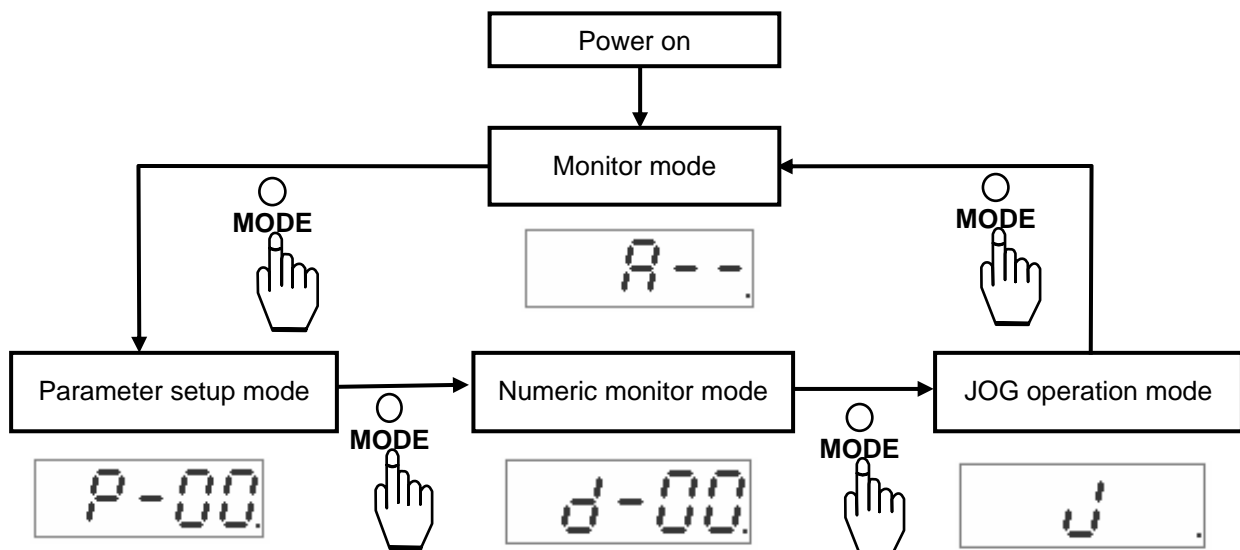 Power on
Monitor mode
MODE
MODE
A--.
Parameter setup mode
Numeric monitor mode
JOG operation mode
MODE
MODE
P-00.
d-00.
J .